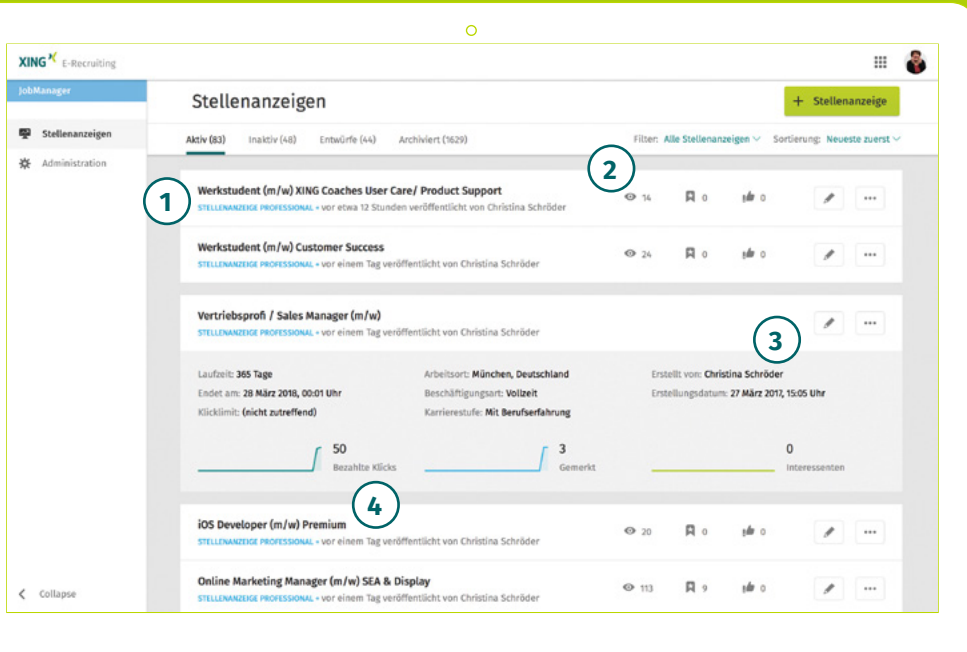 XING E-Recruiting
JobManager
Stellenanzeigen
+ Stellenanzeige
Stellenanzeigen
Administration
Aktiv (83) Inaktiv (48) Entwürfe (44) Archiviert (1629) Filter: Alle Stellenanzeigen Sortierung: Neueste zuerst
1
2
Werkstudent (m/w) XING Coaches User Care/ Product Support
STELLENANZEIGE PROFESSIONAL • vor etwa 12 Stunden veröffentlicht von Christina Schröder
14 0 0
Werkstudent (m/w) Customer Success
STELLENANZEIGE PROFESSIONAL • vor einem Tag veröffentlicht von Christina Schröder
24 0 0
Vertriebsprofi / Sales Manager (m/w)
STELLENANZEIGE PROFESSIONAL • vor einem Tag veröffentlicht von Christina Schröder
3
Laufzeit: 365 Tage Arbeitsort: München, Deutschland Erstellt von: Christina Schröder
Endet am: 28 März 2018, 00:01 Uhr Beschäftigungsart: Vollzeit Erstellungsdatum: 27 März 2017, 15:05 Uhr
Klicklimit: (nicht zutreffend) Karrierestufe: Mit Berufserfahrung
50 3 0
Bezahlte Klicks Gemerkt Interessenten
4
iOS Developer (m/w) Premium
STELLENANZEIGE PROFESSIONAL • vor einem Tag veröffentlicht von Christina Schröder
20 0 0
Online Marketing Manager (m/w) SEA & Display
STELLENANZEIGE PROFESSIONAL • vor einem Tag veröffentlicht von Christina Schröder
113 9 0
Collapse